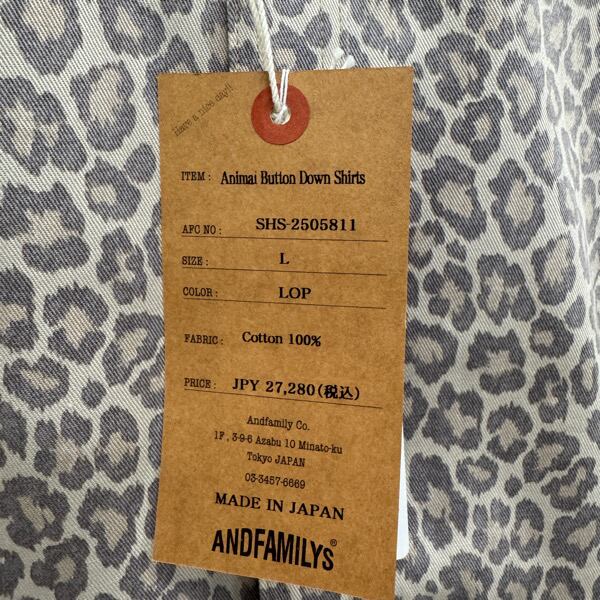 Have a nice day!!
ITEM : Animai Button Down Shirts
AFC NO : SHS-2505811
SIZE : L
COLOR : LOP
FABRIC : Cotton 100%
PRICE : JPY 27,280(税込)
Andfamily Co.
1F , 3-9-6 Azabu 10 Minato-ku
Tokyo JAPAN
03-3457-6669
MADE IN JAPAN
ANDFAMILYS®